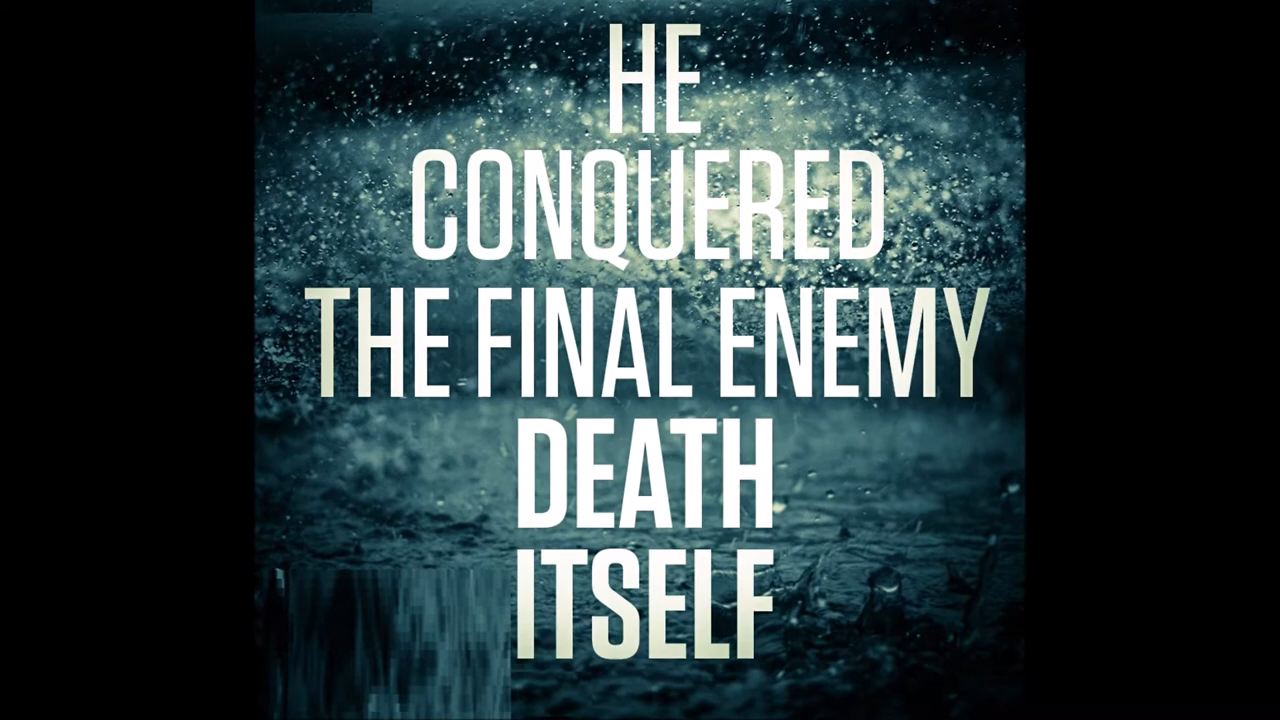 HE
CONQUERED
THE FINAL ENEMY
DEATH
ITSELF